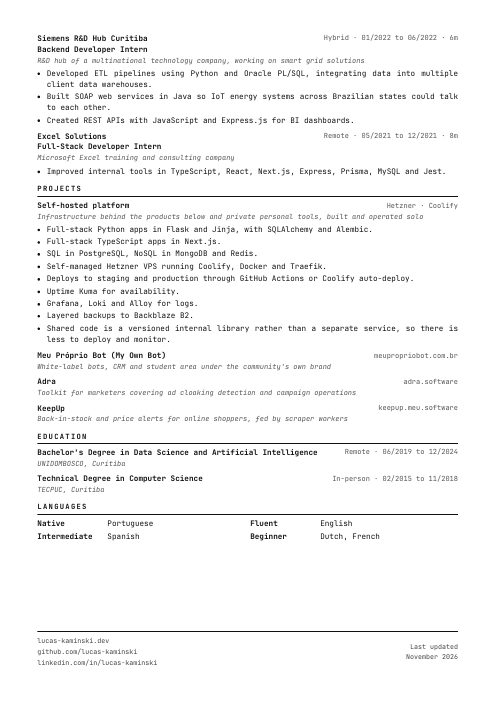 Siemens R&D Hub Curitiba Hybrid · 01/2022 to 06/2022 · 6m
Backend Developer Intern
R&D hub of a multinational technology company, working on smart grid solutions
• Developed ETL pipelines using Python and Oracle PL/SQL, integrating data into multiple
client data warehouses.
• Built SOAP web services in Java so IoT energy systems across Brazilian states could talk
to each other.
• Created REST APIs with JavaScript and Express.js for BI dashboards.
Excel Solutions Remote · 05/2021 to 12/2021 · 8m
Full-Stack Developer Intern
Microsoft Excel training and consulting company
• Improved internal tools in TypeScript, React, Next.js, Express, Prisma, MySQL and Jest.
PROJECTS
Self-hosted platform Hetzner · Coolify
Infrastructure behind the products below and private personal tools, built and operated solo
• Full-stack Python apps in Flask and Jinja, with SQLAlchemy and Alembic.
• Full-stack TypeScript apps in Next.js.
• SQL in PostgreSQL, NoSQL in MongoDB and Redis.
• Self-managed Hetzner VPS running Coolify, Docker and Traefik.
• Deploys to staging and production through GitHub Actions or Coolify auto-deploy.
• Uptime Kuma for availability.
• Grafana, Loki and Alloy for logs.
• Layered backups to Backblaze B2.
• Shared code is a versioned internal library rather than a separate service, so there is
less to deploy and monitor.
Meu Próprio Bot (My Own Bot) meupropriobot.com.br
White-label bots, CRM and student area under the community's own brand
Adra adra.software
Toolkit for marketers covering ad cloaking detection and campaign operations
KeepUp keepup.meu.software
Back-in-stock and price alerts for online shoppers, fed by scraper workers
EDUCATION
Bachelor's Degree in Data Science and Artificial Intelligence Remote · 06/2019 to 12/2024
UNIDOMBOSCO, Curitiba
Technical Degree in Computer Science In-person · 02/2015 to 11/2018
TECPUC, Curitiba
LANGUAGES
Native Portuguese Fluent English
Intermediate Spanish Beginner Dutch, French
lucas-kaminski.dev
github.com/lucas-kaminski
linkedin.com/in/lucas-kaminski
Last updated
November 2026